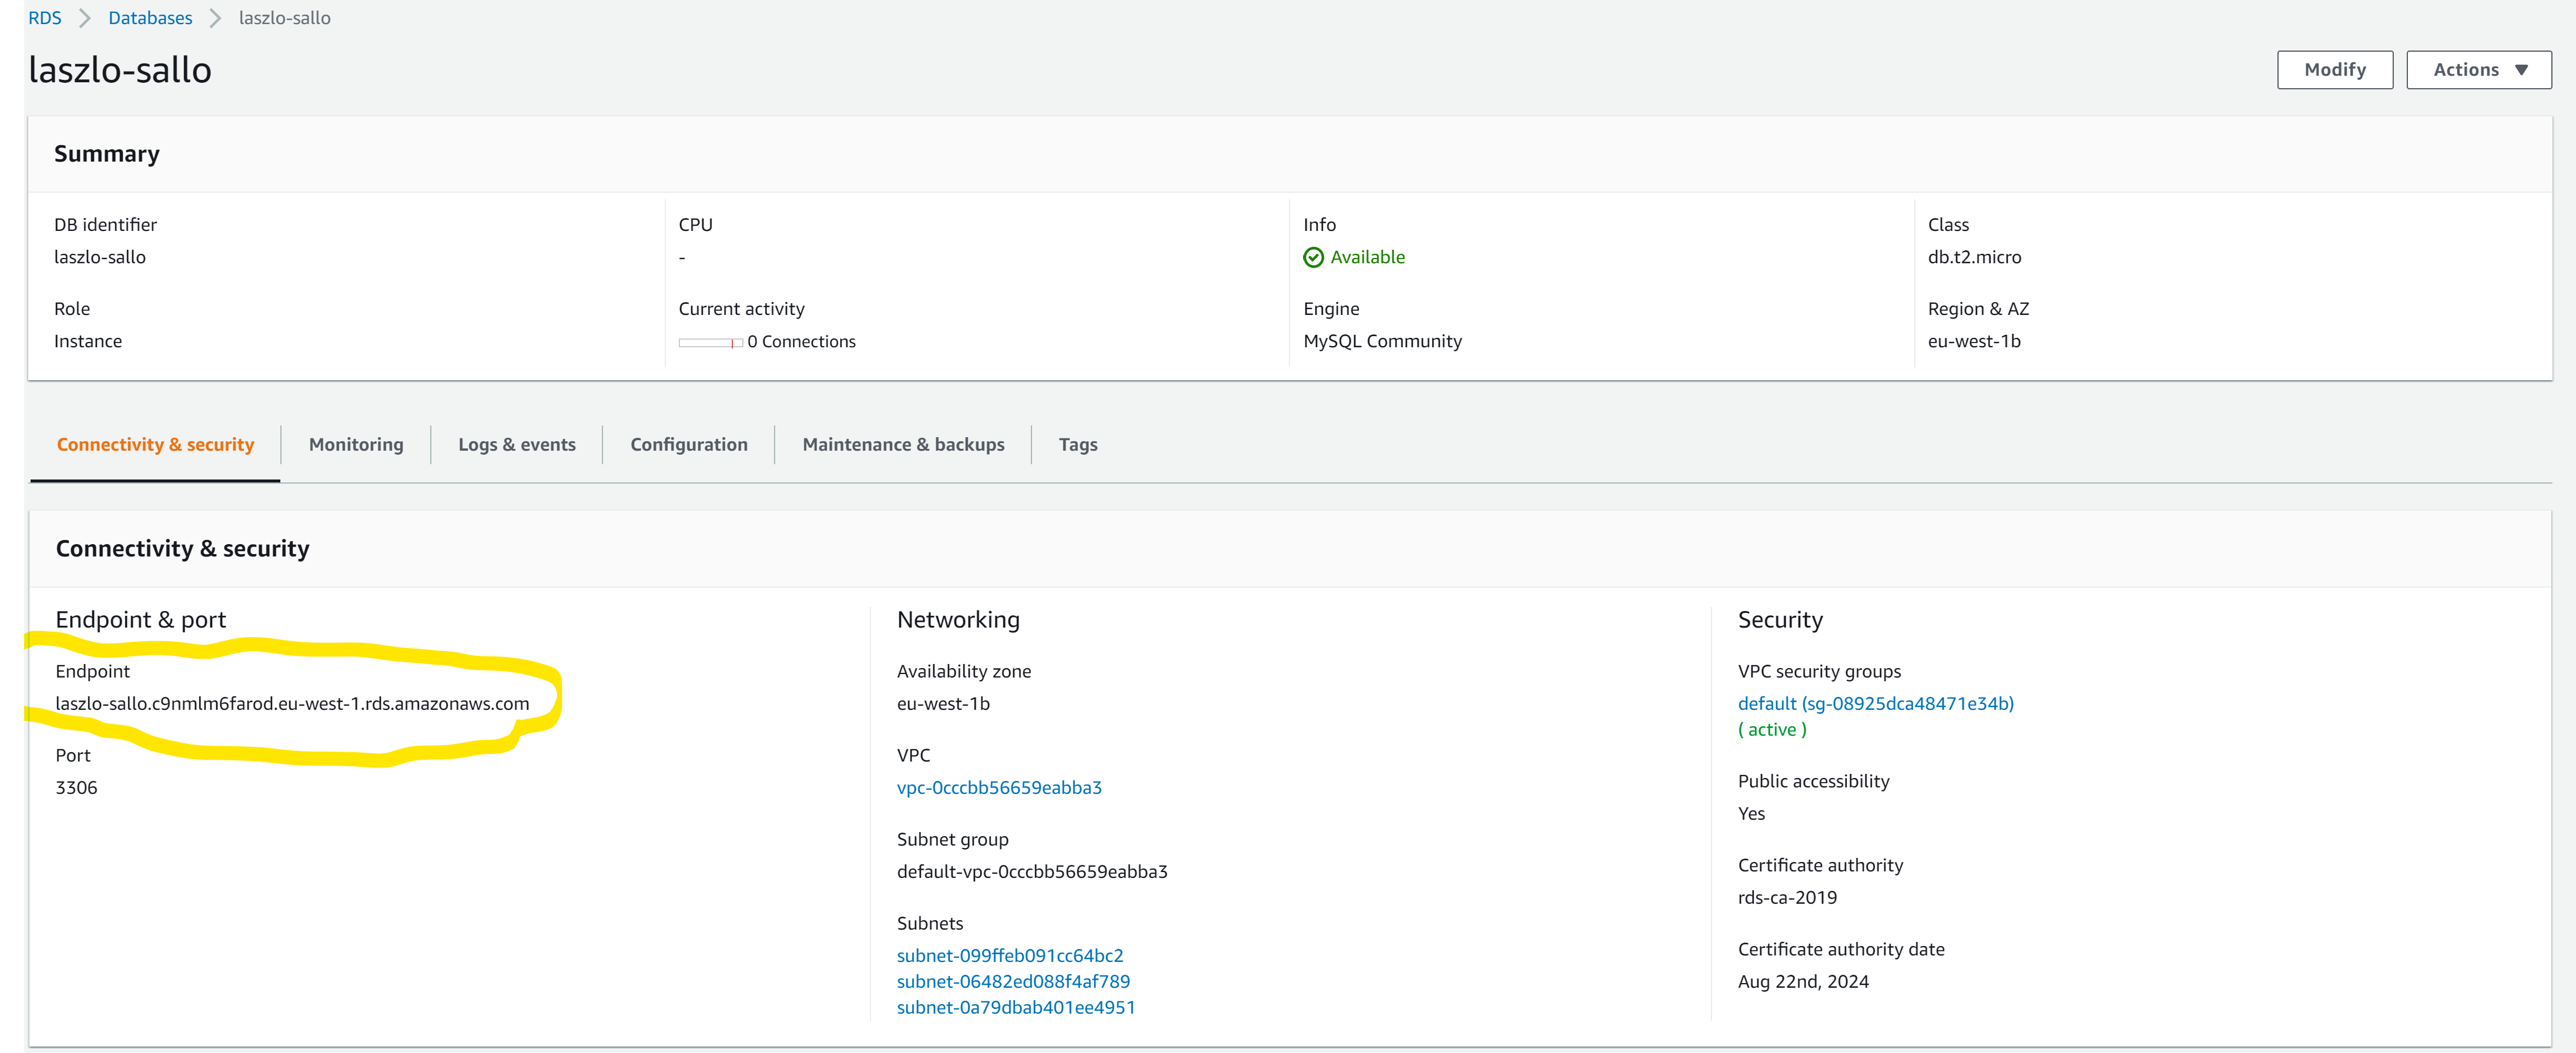 RDS > Databases > laszlo-sallo
laszlo-sallo
Modify
Actions ▼
Summary
DB identifier
laszlo-sallo
Role
Instance
CPU
-
Current activity
0 Connections
Info
Available
Engine
MySQL Community
Class
db.t2.micro
Region & AZ
eu-west-1b
Connectivity & security
Monitoring
Logs & events
Configuration
Maintenance & backups
Tags
Connectivity & security
Endpoint & port
Endpoint
laszlo-sallo.c9nmlm6farod.eu-west-1.rds.amazonaws.com
Port
3306
Networking
Availability zone
eu-west-1b
VPC
vpc-0cccbb56659eabba3
Subnet group
default-vpc-0cccbb56659eabba3
Subnets
subnet-099ffeb091cc64bc2
subnet-06482ed088f4af789
subnet-0a79dbab401ee4951
Security
VPC security groups
default (sg-08925dca48471e34b)
( active )
Public accessibility
Yes
Certificate authority
rds-ca-2019
Certificate authority date
Aug 22nd, 2024